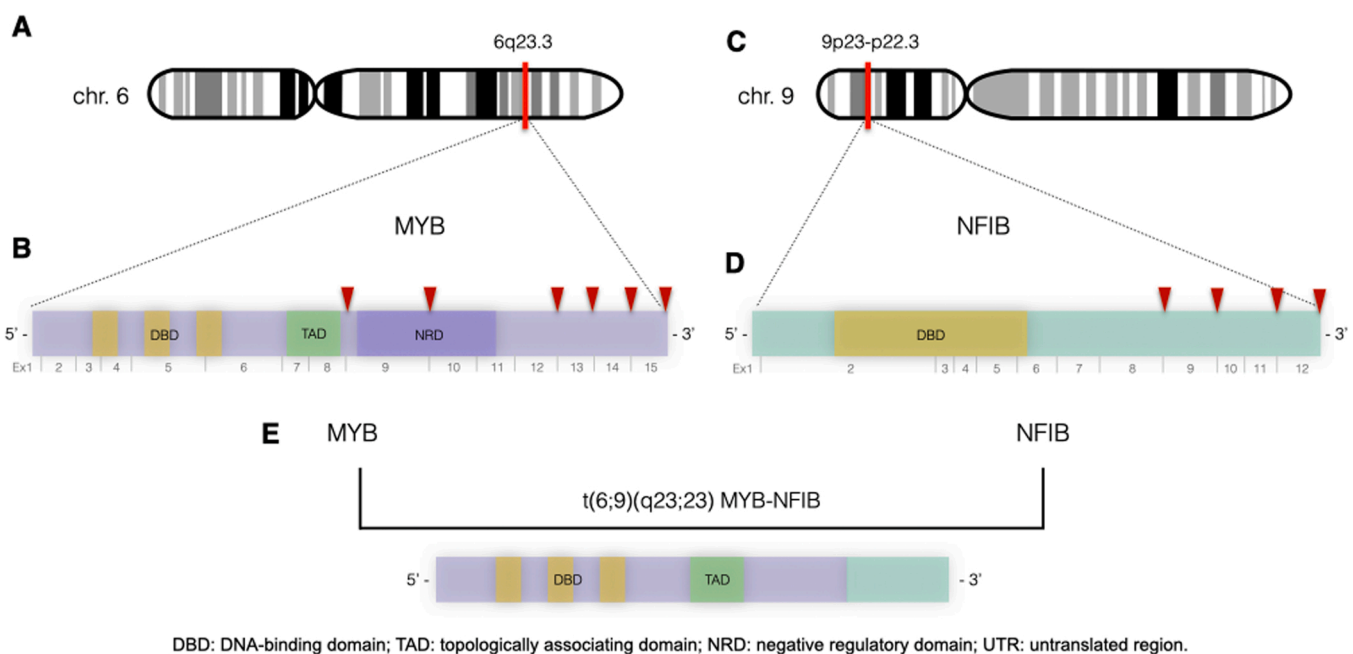 A
6q23.3
chr. 6
C
9p23-p22.3
chr. 9
MYB
B
5' -
DBD
TAD
NRD
- 3'
Ex1 2 3 4 5 6 7 8 9 10 11 12 13 14 15
NFIB
D
5' -
DBD
- 3'
Ex1 2 3 4 5 6 7 8 9 10 11 12
E
MYB
NFIB
t(6;9)(q23;23) MYB-NFIB
5' -
DBD
TAD
- 3'
DBD: DNA-binding domain; TAD: topologically associating domain; NRD: negative regulatory domain; UTR: untranslated region.